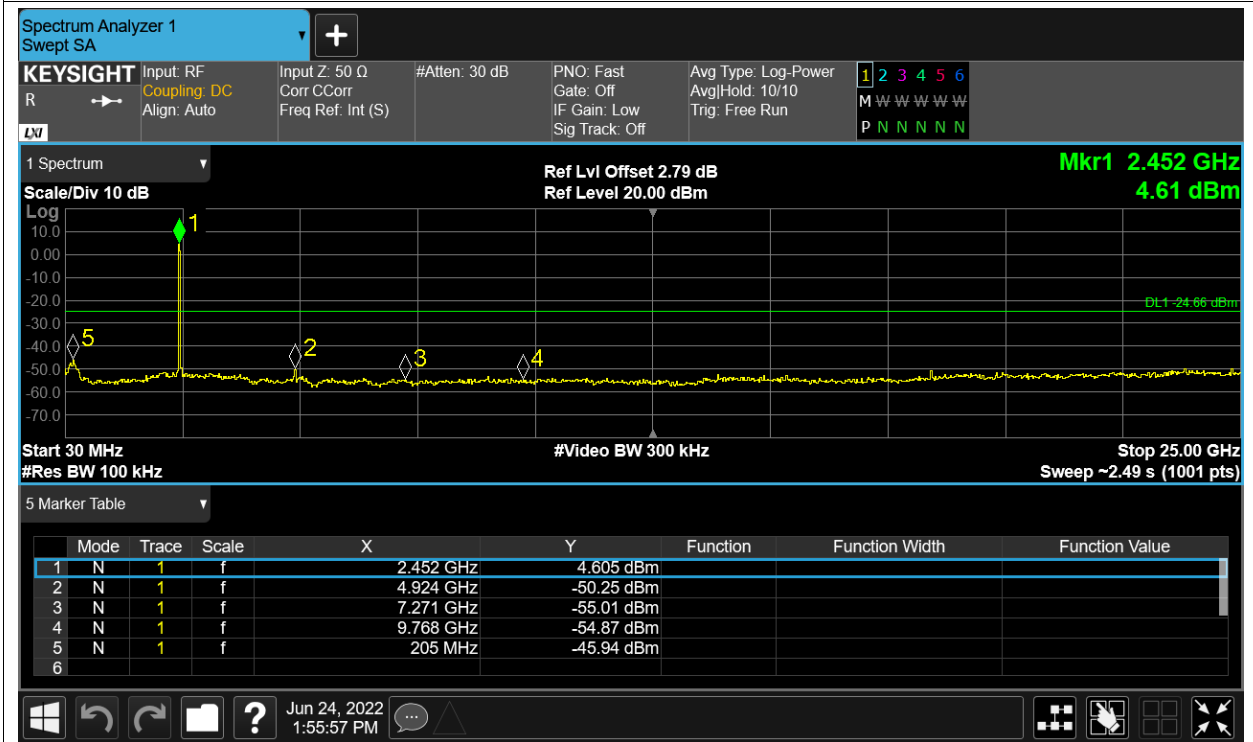 Spectrum Analyzer 1
Swept SA
KEYSIGHT
R
LXI
Input: RF
Coupling: DC
Align: Auto
Input Z: 50 Ω
Corr CCorr
Freq Ref: Int (S)
#Atten: 30 dB
PNO: Fast
Gate: Off
IF Gain: Low
Sig Track: Off
Avg Type: Log-Power
Avg|Hold: 10/10
Trig: Free Run
1 2 3 4 5 6
M W W W W W
P N N N N N
1 Spectrum
Scale/Div 10 dB
Ref Lvl Offset 2.79 dB
Ref Level 20.00 dBm
Mkr1 2.452 GHz
4.61 dBm
Log
10.0
0.00
-10.0
-20.0
-30.0
-40.0
-50.0
-60.0
-70.0
1
5
2
3
4
DL1 -24.66 dBm
Start 30 MHz
#Res BW 100 kHz
#Video BW 300 kHz
Stop 25.00 GHz
Sweep ~2.49 s (1001 pts)
5 Marker Table
Mode Trace Scale X Y Function Function Width Function Value
1 N 1 f 2.452 GHz 4.605 dBm
2 N 1 f 4.924 GHz -50.25 dBm
3 N 1 f 7.271 GHz -55.01 dBm
4 N 1 f 9.768 GHz -54.87 dBm
5 N 1 f 205 MHz -45.94 dBm
6
?
Jun 24, 2022
1:55:57 PM